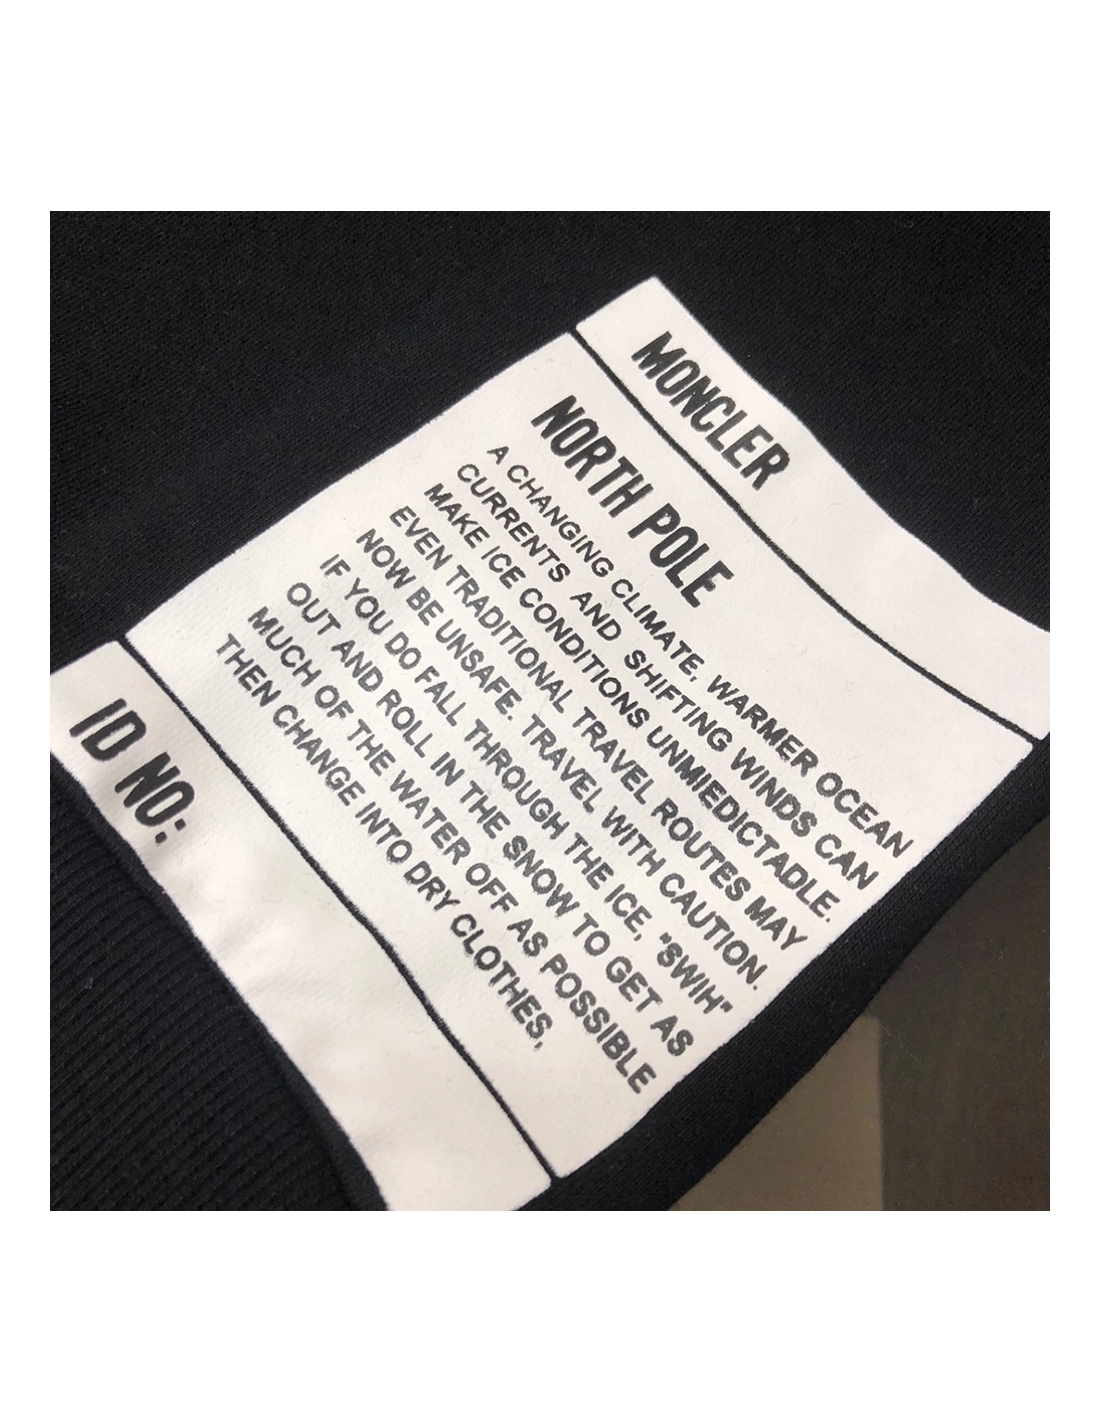 MONCLER
NORTH POLE
A CHANGING CLIMATE, WARMER OCEAN
CURRENTS AND SHIFTING WINDS CAN
MAKE ICE CONDITIONS UNMIEDICTADLE.
EVEN TRADITIONAL TRAVEL ROUTES MAY
NOW BE UNSAFE. TRAVEL WITH CAUTION.
IF YOU DO FALL THROUGH THE ICE, "SWIH"
OUT AND ROLL IN THE SNOW TO GET AS
MUCH OF THE WATER OFF AS POSSIBLE
THEN CHANGE INTO DRY CLOTHES,
ID NO: